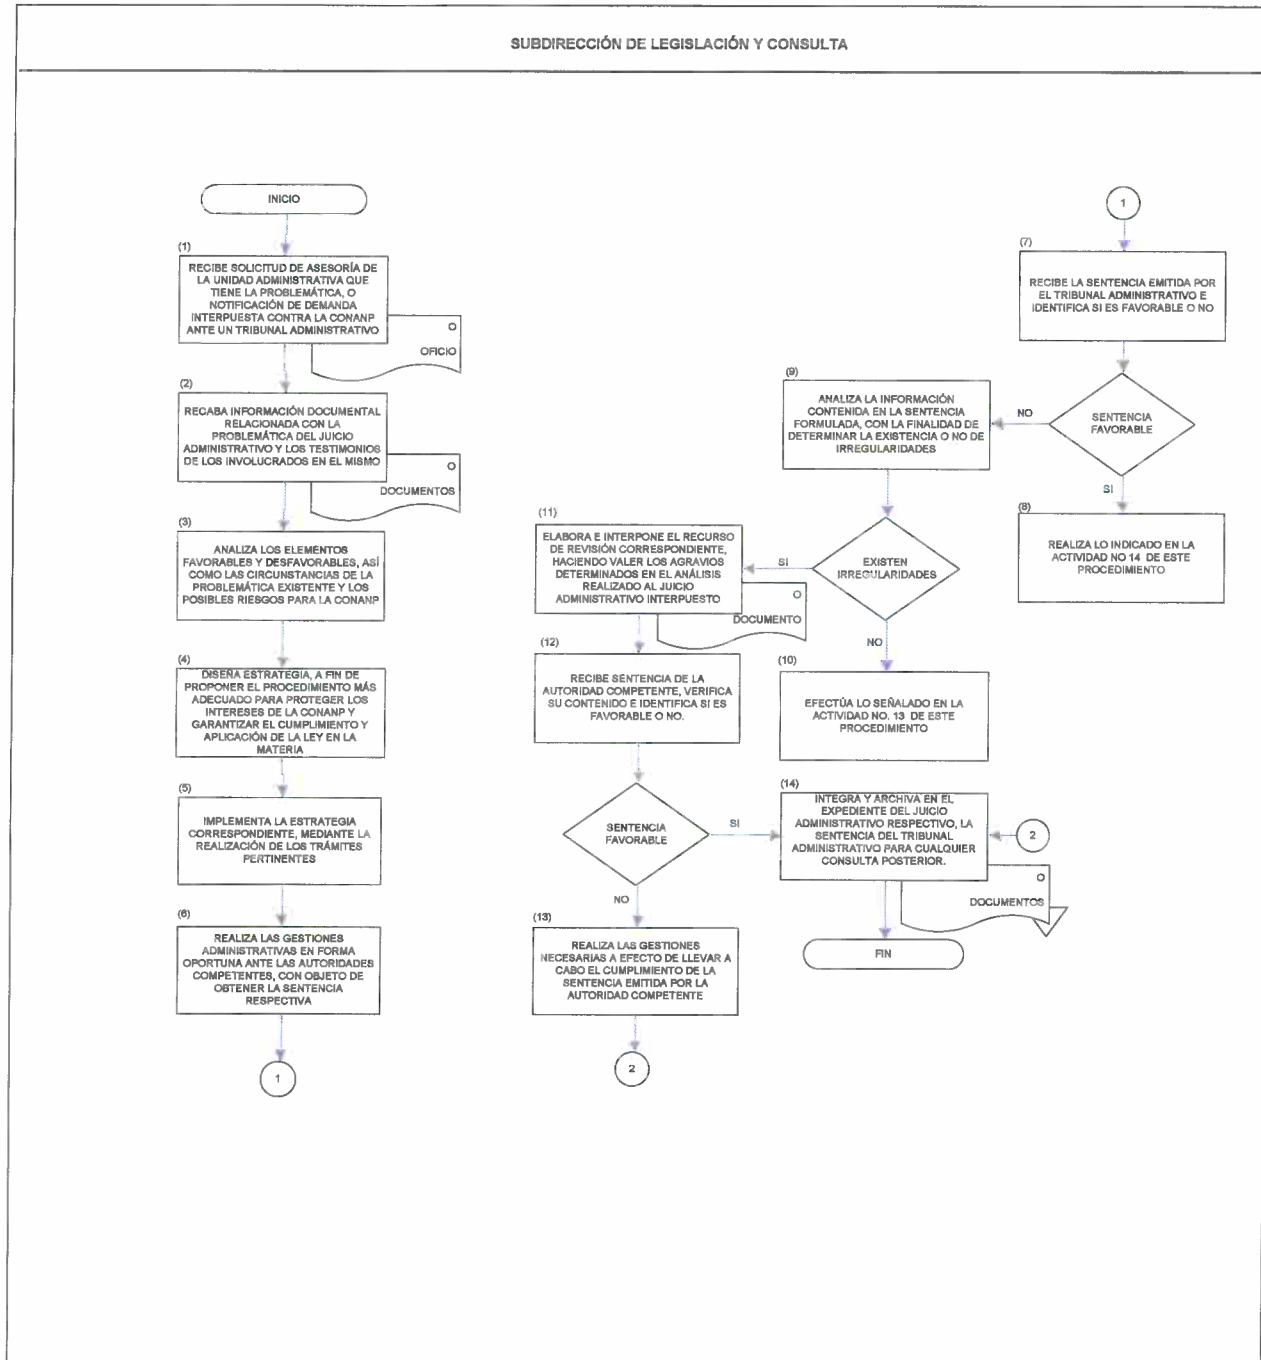 SUBDIRECCIÓN DE LEGISLACIÓN Y CONSULTA
INICIO
(1)
RECIBE SOLICITUD DE ASESORÍA DE
LA UNIDAD ADMINISTRATIVA QUE
TIENE LA PROBLEMÁTICA, O
NOTIFICACIÓN DE DEMANDA
INTERPUESTA CONTRA LA CONANP
ANTE UN TRIBUNAL ADMINISTRATIVO
O
OFICIO
(2)
RECABA INFORMACIÓN DOCUMENTAL
RELACIONADA CON LA
PROBLEMÁTICA DEL JUICIO
ADMINISTRATIVO Y LOS TESTIMONIOS
DE LOS INVOLUCRADOS EN EL MISMO
O
DOCUMENTOS
(3)
ANALIZA LOS ELEMENTOS
FAVORABLES Y DESFAVORABLES, ASÍ
COMO LAS CIRCUNSTANCIAS DE LA
PROBLEMÁTICA EXISTENTE Y LOS
POSIBLES RIESGOS PARA LA CONANP
(4)
DISEÑA ESTRATEGIA, A FIN DE
PROPONER EL PROCEDIMIENTO MÁS
ADECUADO PARA PROTEGER LOS
INTERESES DE LA CONANP Y
GARANTIZAR EL CUMPLIMIENTO Y
APLICACIÓN DE LA LEY EN LA
MATERIA
(5)
IMPLEMENTA LA ESTRATEGIA
CORRESPONDIENTE, MEDIANTE LA
REALIZACIÓN DE LOS TRÁMITES
PERTINENTES
(6)
REALIZA LAS GESTIONES
ADMINISTRATIVAS EN FORMA
OPORTUNA ANTE LAS AUTORIDADES
COMPETENTES, CON OBJETO DE
OBTENER LA SENTENCIA
RESPECTIVA
1
1
(7)
RECIBE LA SENTENCIA EMITIDA POR
EL TRIBUNAL ADMINISTRATIVO E
IDENTIFICA SI ES FAVORABLE O NO
SENTENCIA
FAVORABLE
NO
SI
(8)
REALIZA LO INDICADO EN LA
ACTIVIDAD NO 14 DE ESTE
PROCEDIMIENTO
(9)
ANALIZA LA INFORMACIÓN
CONTENIDA EN LA SENTENCIA
FORMULADA, CON LA FINALIDAD DE
DETERMINAR LA EXISTENCIA O NO DE
IRREGULARIDADES
EXISTEN
IRREGULARIDADES
SI
NO
(10)
EFECTÚA LO SEÑALADO EN LA
ACTIVIDAD NO. 13 DE ESTE
PROCEDIMIENTO
(11)
ELABORA E INTERPONE EL RECURSO
DE REVISIÓN CORRESPONDIENTE,
HACIENDO VALER LOS AGRAVIOS
DETERMINADOS EN EL ANÁLISIS
REALIZADO AL JUICIO
ADMINISTRATIVO INTERPUESTO
O
DOCUMENTO
(12)
RECIBE SENTENCIA DE LA
AUTORIDAD COMPETENTE, VERIFICA
SU CONTENIDO E IDENTIFICA SI ES
FAVORABLE O NO.
SENTENCIA
FAVORABLE
SI
NO
(13)
REALIZA LAS GESTIONES
NECESARIAS A EFECTO DE LLEVAR A
CABO EL CUMPLIMIENTO DE LA
SENTENCIA EMITIDA POR LA
AUTORIDAD COMPETENTE
2
(14)
INTEGRA Y ARCHIVA EN EL
EXPEDIENTE DEL JUICIO
ADMINISTRATIVO RESPECTIVO, LA
SENTENCIA DEL TRIBUNAL
ADMINISTRATIVO PARA CUALQUIER
CONSULTA POSTERIOR.
2
O
DOCUMENTOS
FIN